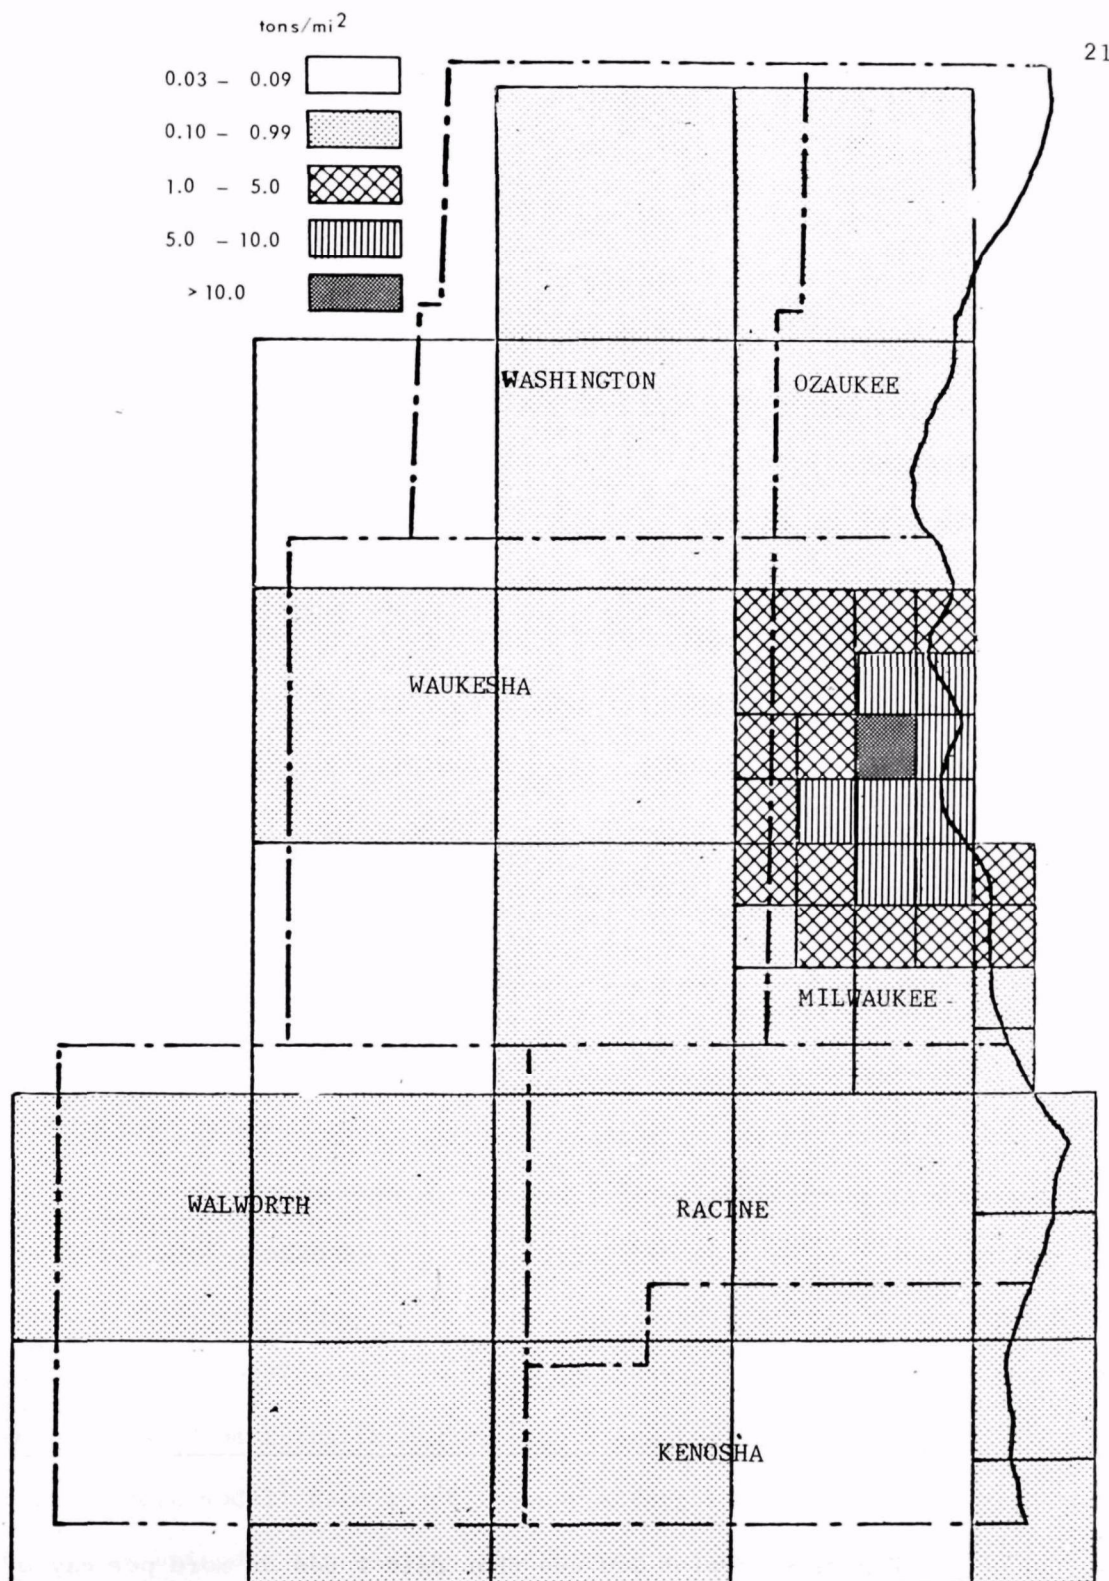 21
tons/mi²
0.03 – 0.09
0.10 – 0.99
1.0 – 5.0
5.0 – 10.0
> 10.0
WASHINGTON
OZAUKEE
WAUKESHA
MILWAUKEE
WALWORTH
RACINE
KENOSHA